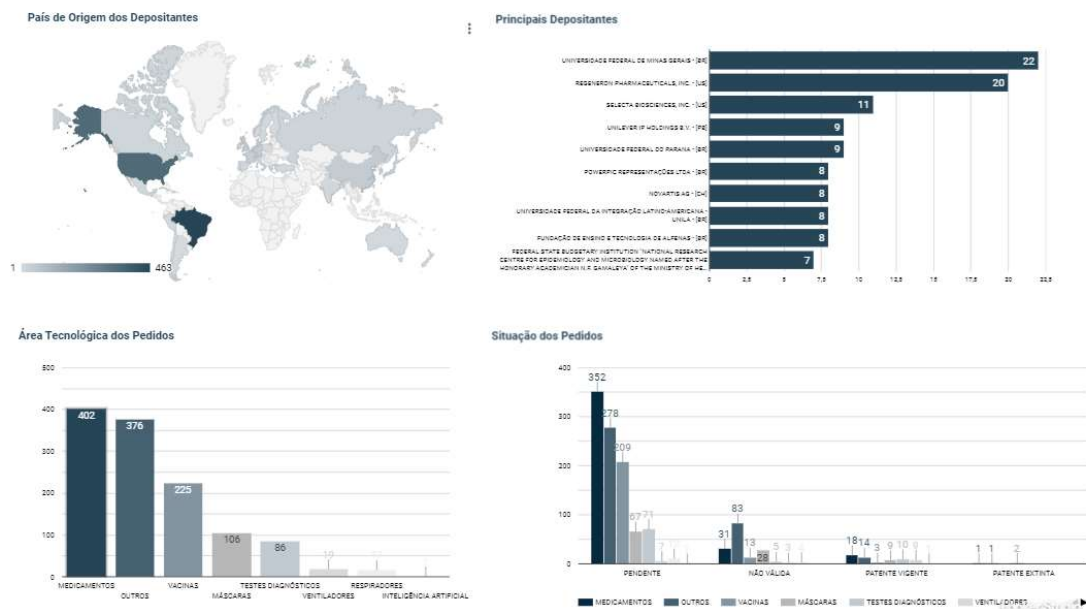 País de Origem dos Depositantes
1
463
Principais Depositantes
UNIVERSIDADE FEDERAL DE MINAS GERAIS - [BR]
22
REGENERON PHARMACEUTICALS, INC. - [US]
20
SELECTA BIOSCIENCES, INC. - [US]
11
UNILEVER IP HOLDINGS B.V. - [PB]
9
UNIVERSIDADE FEDERAL DO PARANÁ - [BR]
9
POWERPIC REPRESENTAÇÕES LTDA - [BR]
8
NOVARTIS AG - [CH]
8
UNIVERSIDADE FEDERAL DA INTEGRAÇÃO LATINO-AMERICANA -
UNILA - [BR]
8
FUNDAÇÃO DE ENSINO E TECNOLOGIA DE ALFENAS - [BR]
8
FEDERAL STATE BUDGETARY INSTITUTION "NATIONAL RESEARCH
CENTRE FOR EPIDEMIOLOGY AND MICROBIOLOGY NAMED AFTER THE
HONORARY ACADEMICIAN N.F. GAMALEYA" OF THE MINISTRY OF HE...
7
0 2,5 5 7,5 10 12,5 15 17,5 20 22,5
Área Tecnológica dos Pedidos
500
400
300
200
100
0
402
376
225
106
86
19
MEDICAMENTOS VACINAS TESTES DIAGNÓSTICOS RESPIRADORES
OUTROS MÁSCARAS VENTILADORES INTELIGÊNCIA ARTIFICIAL
Situação dos Pedidos
400
300
200
100
0
352
278
209
67
71
7
31
83
13
28
5
3
18
14
3
9
10
9
1
1
2
PENDENTE NÃO VÁLIDA PATENTE VIGENTE PATENTE EXTINTA
MEDICAMENTOS OUTROS VACINAS MÁSCARAS TESTES DIAGNÓSTICOS VENTILADORES